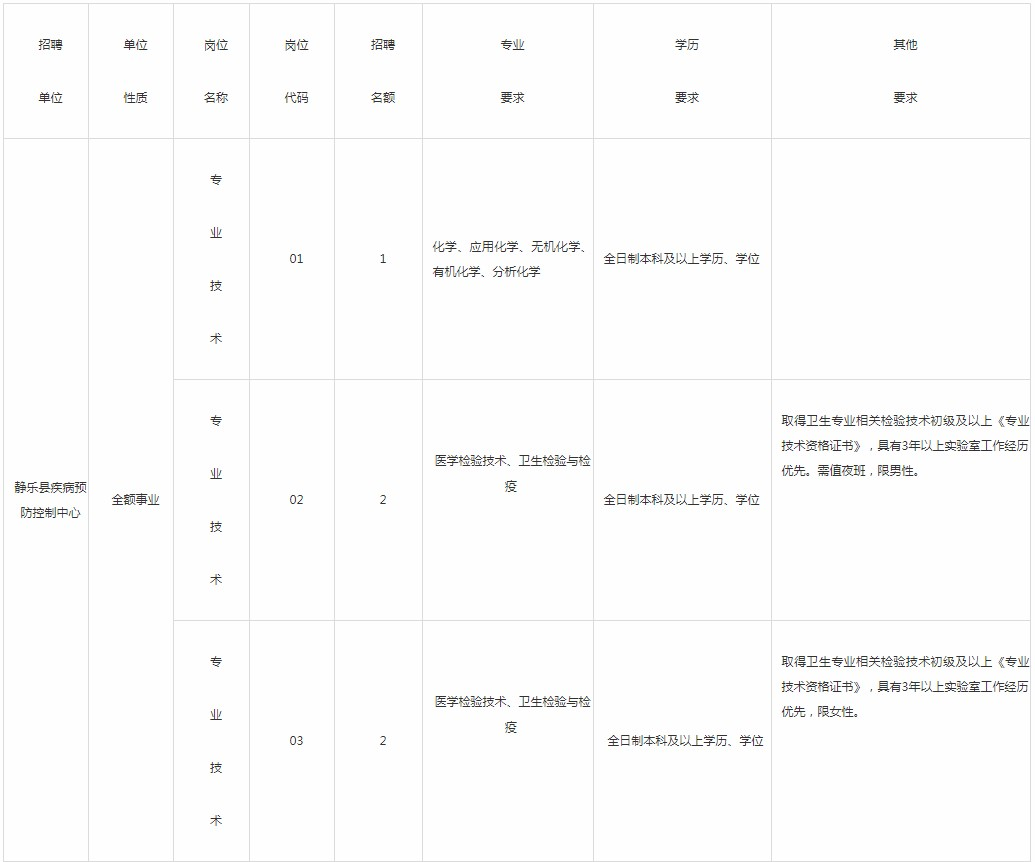 招聘
单位
单位
性质
岗位
名称
岗位
代码
招聘
名额
专业
要求
学历
要求
其他
要求
静乐县疾病预
防控制中心
全额事业
专
业
技
术
01
1
化学、应用化学、无机化学、
有机化学、分析化学
全日制本科及以上学历、学位
专
业
技
术
02
2
医学检验技术、卫生检验与检
疫
全日制本科及以上学历、学位
取得卫生专业相关检验技术初级及以上《专业
技术资格证书》，具有3年以上实验室工作经历
优先。需值夜班，限男性。
专
业
技
术
03
2
医学检验技术、卫生检验与检
疫
全日制本科及以上学历、学位
取得卫生专业相关检验技术初级及以上《专业
技术资格证书》，具有3年以上实验室工作经历
优先，限女性。